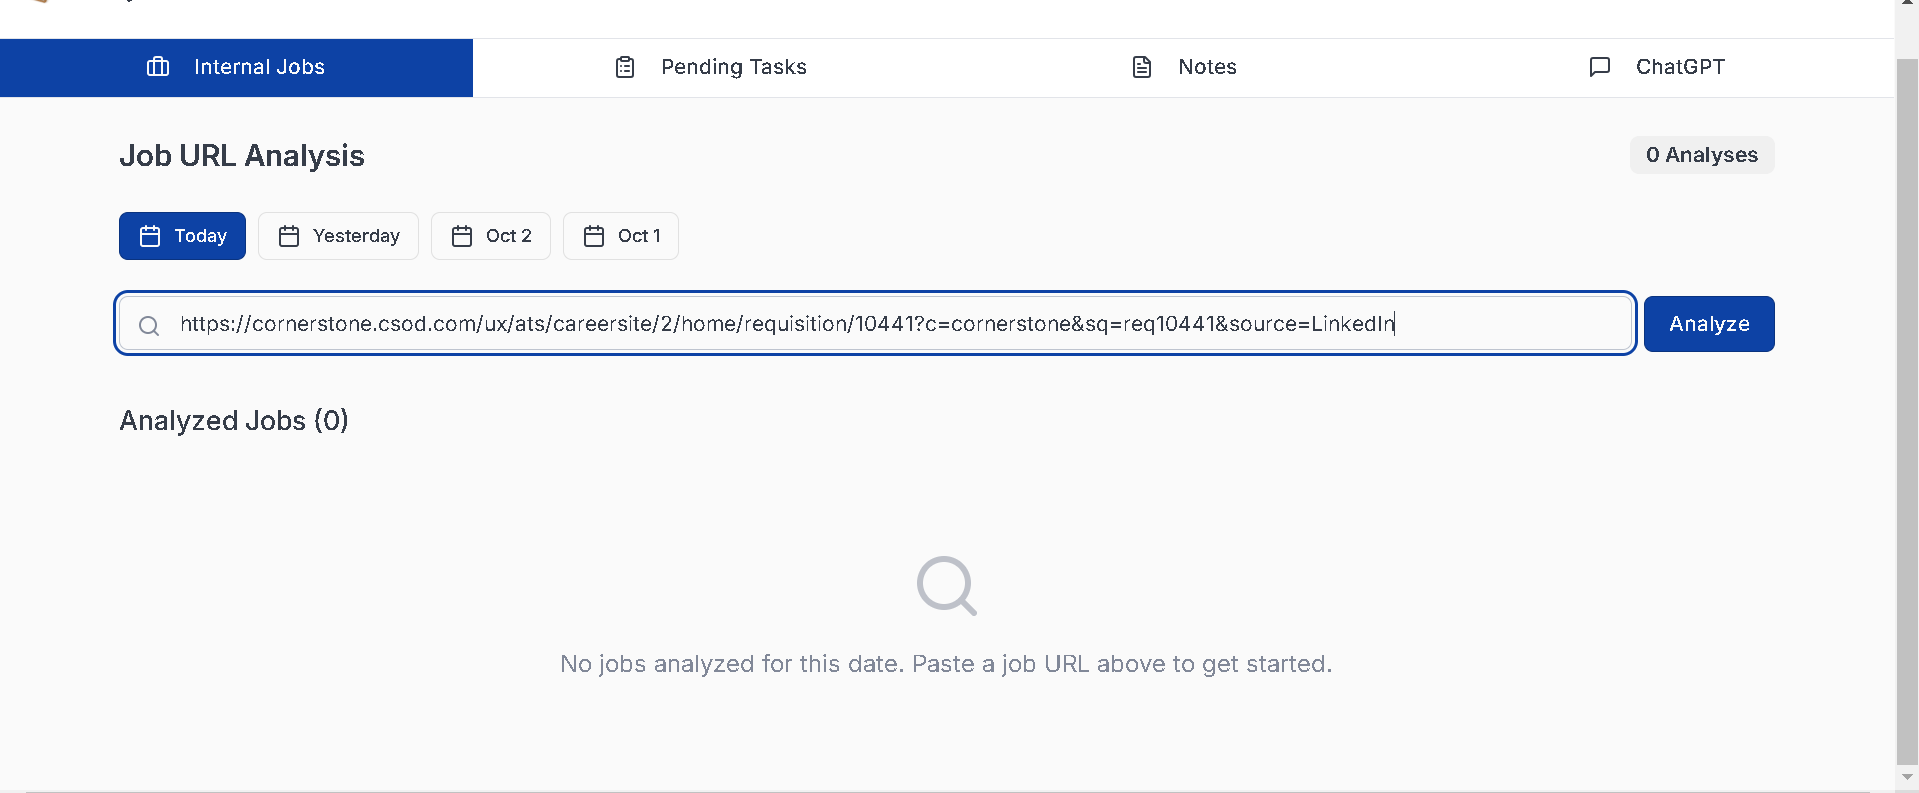 Internal Jobs
Pending Tasks
Notes
ChatGPT
Job URL Analysis
0 Analyses
Today
Yesterday
Oct 2
Oct 1
https://cornerstone.csod.com/ux/ats/careersite/2/home/requisition/10441?c=cornerstone&sq=req10441&source=LinkedIn
Analyze
Analyzed Jobs (0)
No jobs analyzed for this date. Paste a job URL above to get started.